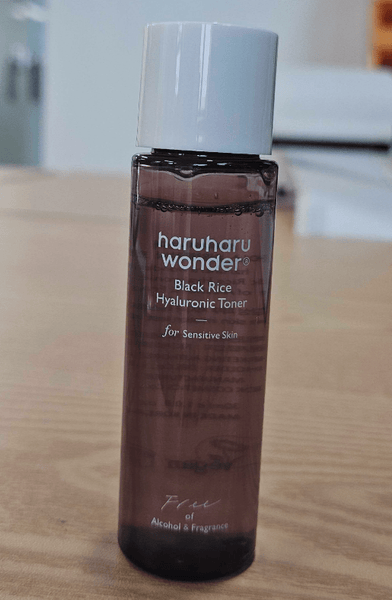 haruharu
wonder®
Black Rice
Hyaluronic Toner
for Sensitive Skin
Free
of
Alcohol & Fragrance